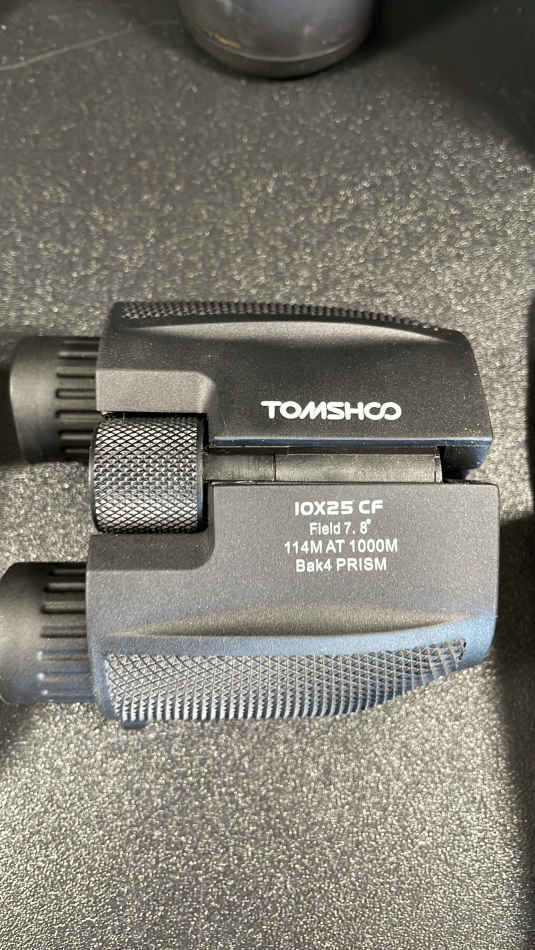 TOMSHOO
10X25 CF
Field 7. 8°
114M AT 1000M
Bak4 PRISM